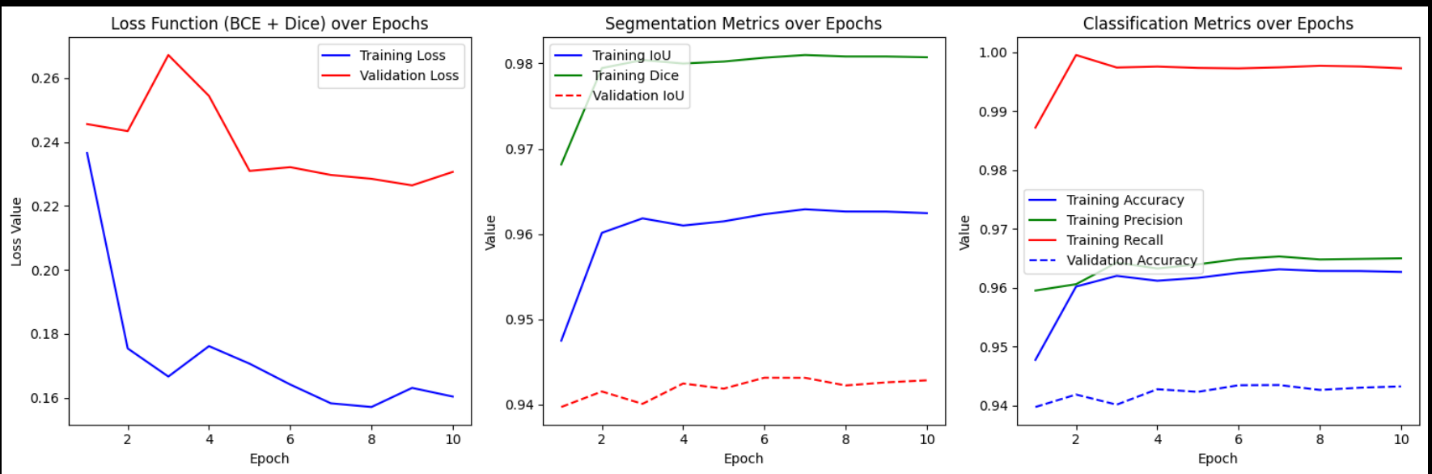 Loss Function (BCE + Dice) over Epochs
Training Loss
Validation Loss
0.26
0.24
0.22
0.20
0.18
0.16
Loss Value
2 4 6 8 10
Epoch
Segmentation Metrics over Epochs
Training IoU
Training Dice
Validation IoU
0.98
0.97
0.96
0.95
0.94
Value
2 4 6 8 10
Epoch
Classification Metrics over Epochs
1.00
0.99
0.98
0.97
0.96
0.95
0.94
Value
Training Accuracy
Training Precision
Training Recall
Validation Accuracy
2 4 6 8 10
Epoch